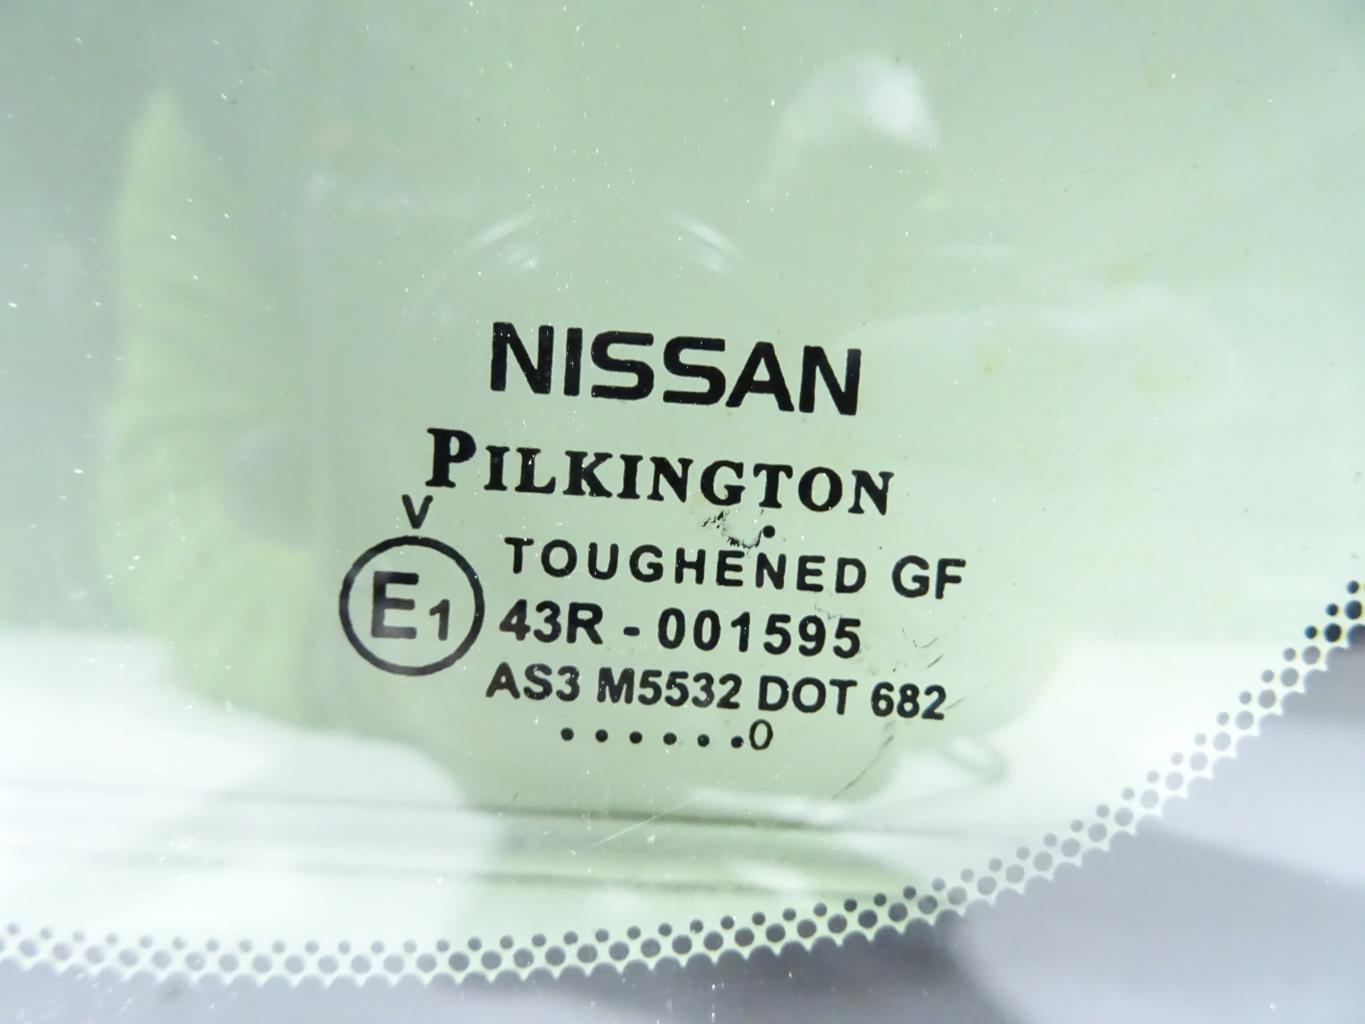 NISSAN
PILKINGTON
V
E1
TOUGHENED GF
43R - 001595
AS3 M5532 DOT 682
.......0